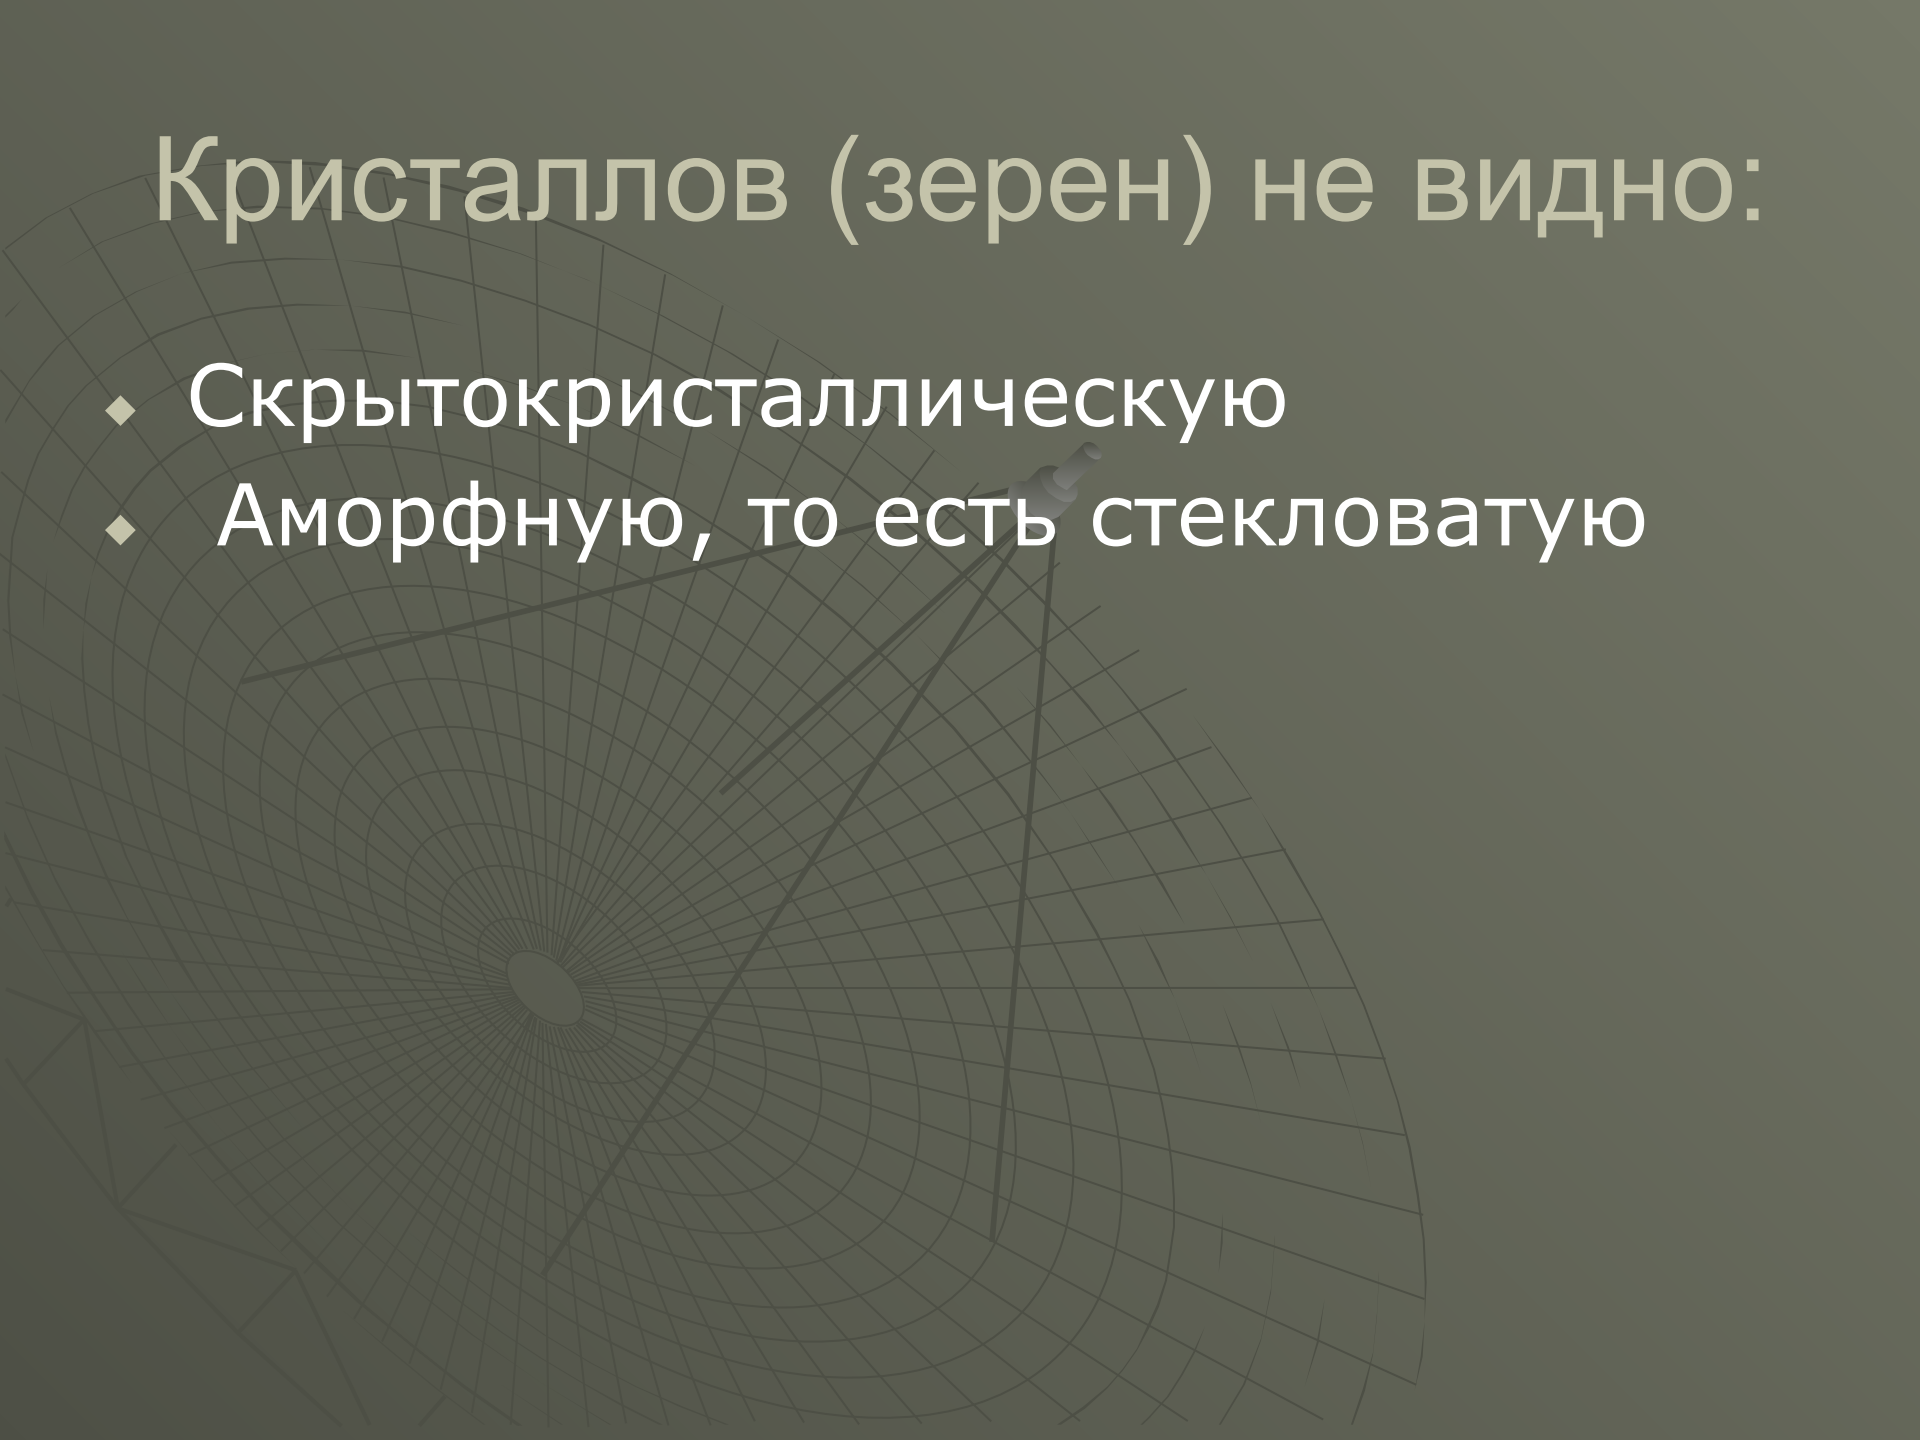 Кристаллов (зерен) не видно:
Скрытокристаллическую
Аморфную, то есть стекловатую